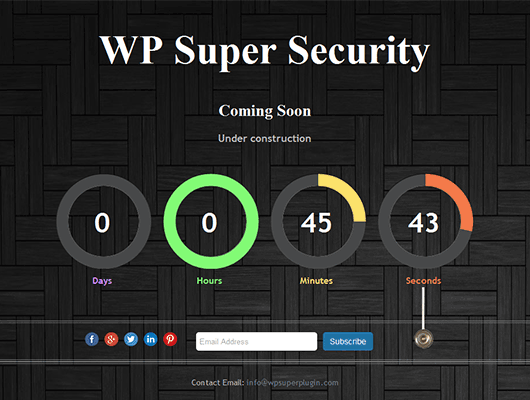 WP Super Security
Coming Soon
Under construction
0 0 45 43
Days Hours Minutes Seconds
f g+ in
Email Address Subscribe
Contact Email: info@wpsuperplugin.com